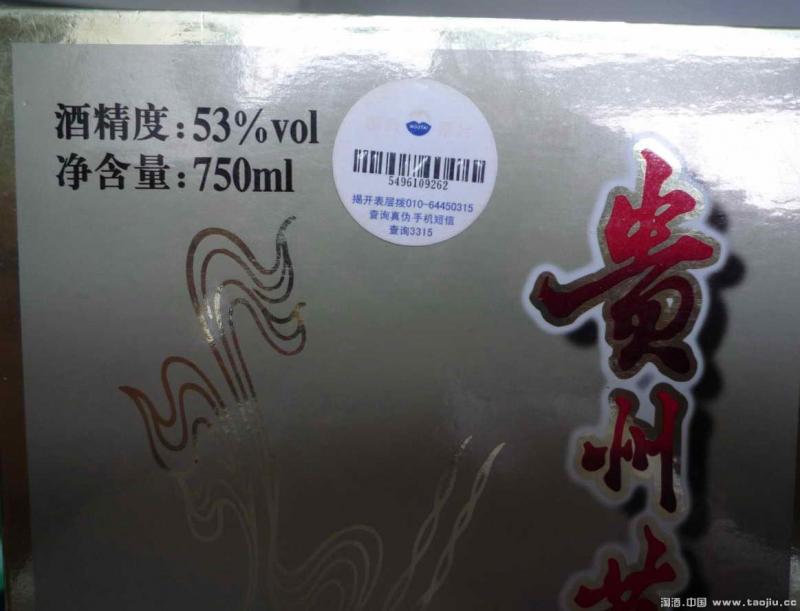 酒精度:53%vol
净含量:750ml
MOUTAI
5496109262
揭开表层拨010-64450315
查询真伪手机短信
查询3315
貴
州
淘酒.中国 www.taojiu.cc